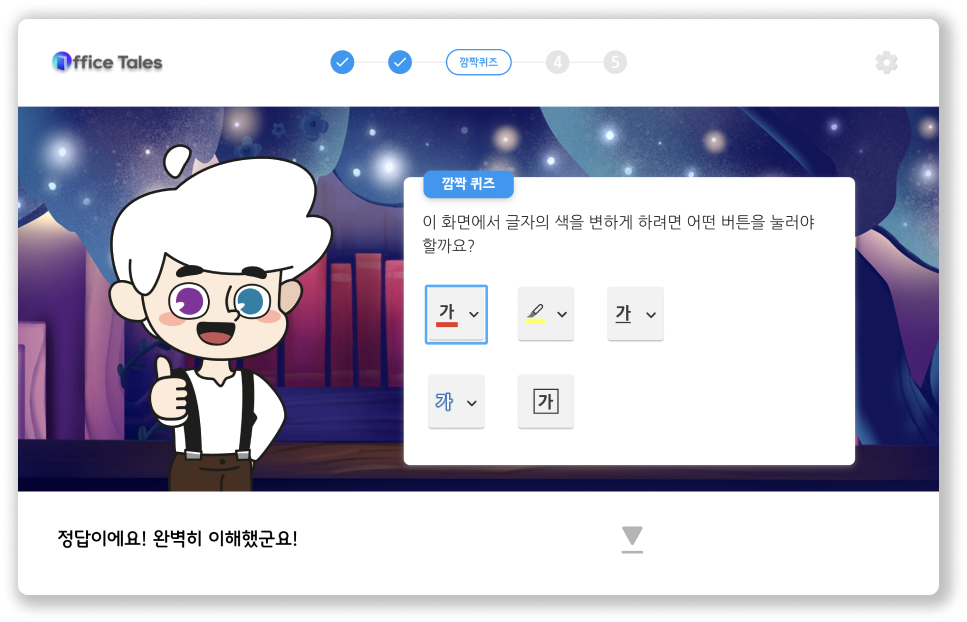 Office Tales
깜짝퀴즈
4
5
깜짝 퀴즈
이 화면에서 글자의 색을 변하게 하려면 어떤 버튼을 눌러야
할까요?
가
가
가
가
정답이에요! 완벽히 이해했군요!